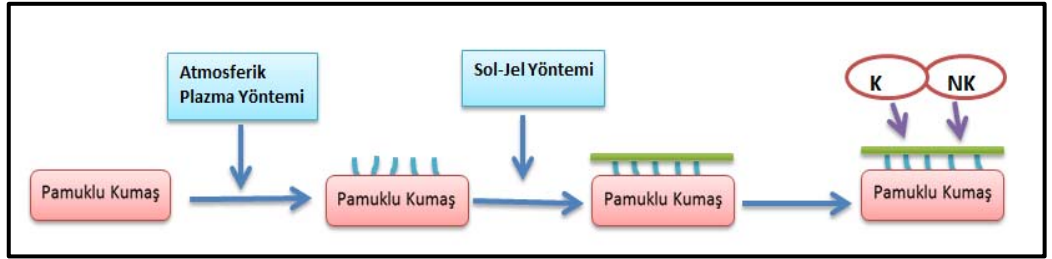 Atmosferik
Plazma Yöntemi
Sol-Jel Yöntemi
K
NK
Pamuklu Kumaş
Pamuklu Kumaş
Pamuklu Kumaş
Pamuklu Kumaş